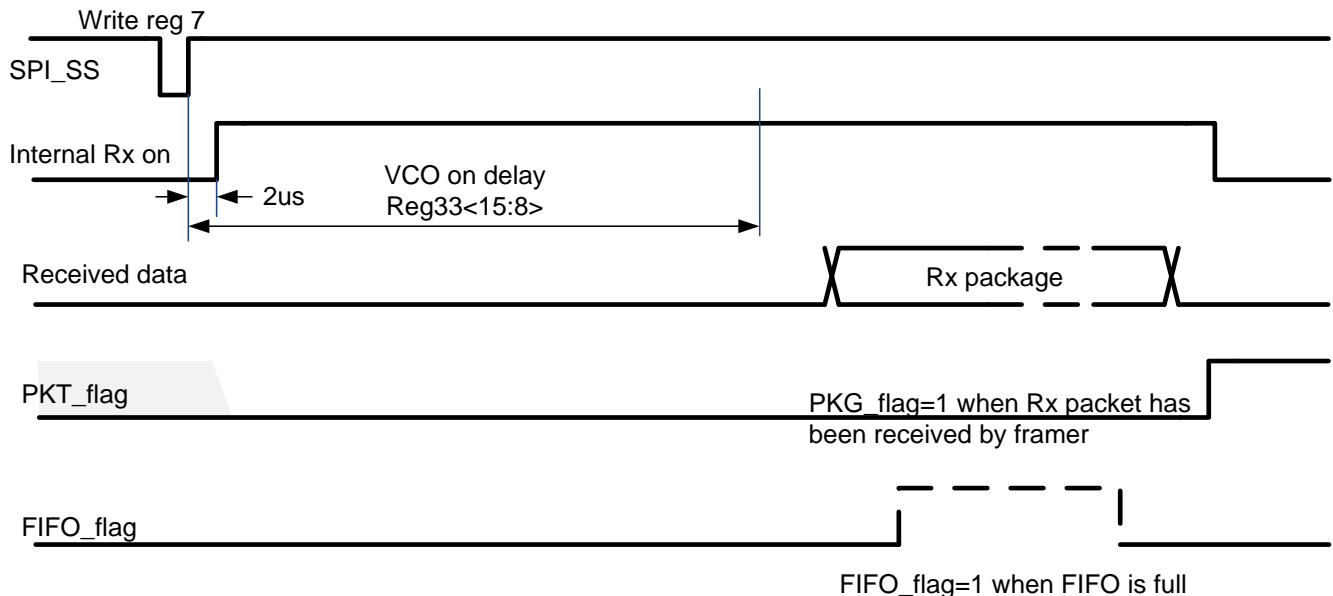 Write reg 7
SPI_SS
Internal Rx on
2us
VCO on delay
Reg33<15:8>
Received data
Rx package
PKT_flag
PKG_flag=1 when Rx packet has
been received by framer
FIFO_flag
FIFO_flag=1 when FIFO is full